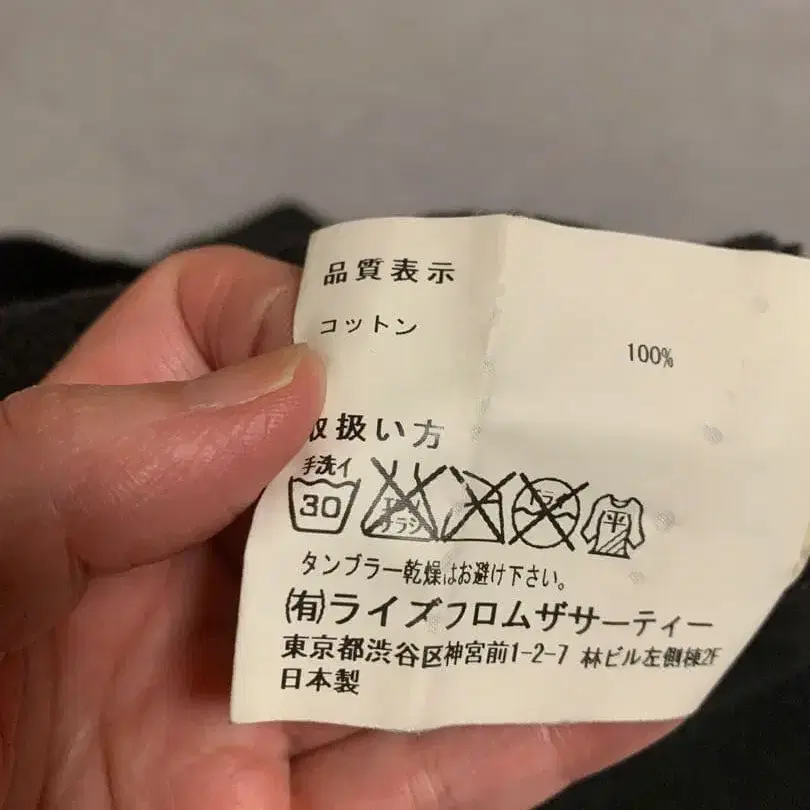 品質表示
コットン 100%
取扱い方
手洗イ
30
平
タンブラー乾燥はお避け下さい。
(有)ライズフロムザサーティー
東京都渋谷区神宮前1-2-7 林ビル左側棟2F
日本製